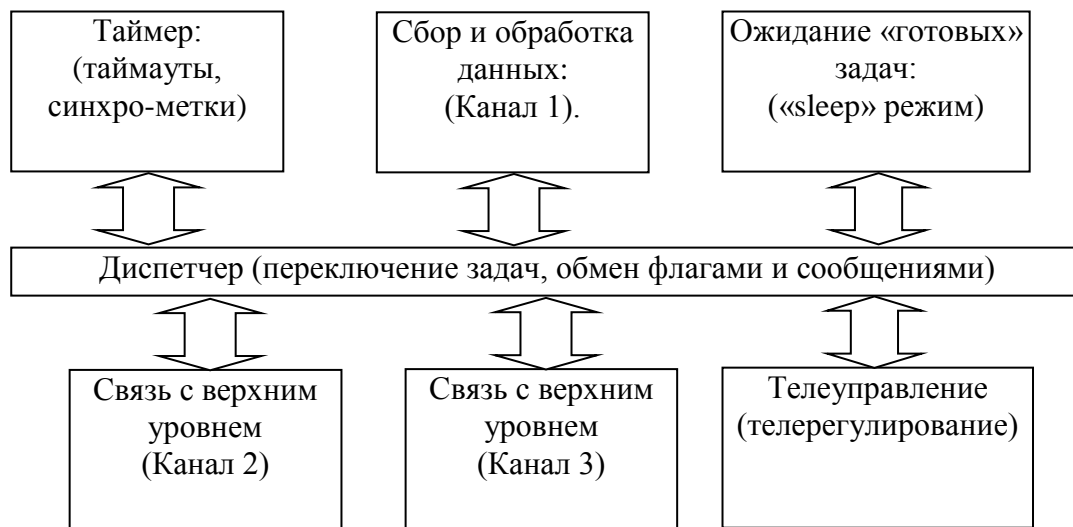 Таймер:
(таймауты,
синхро-метки)
Сбор и обработка
данных:
(Канал 1).
Ожидание «готовых»
задач:
(«sleep» режим)
Диспетчер (переключение задач, обмен флагами и сообщениями)
Связь с верхним
уровнем
(Канал 2)
Связь с верхним
уровнем
(Канал 3)
Телеуправление
(телерегулирование)